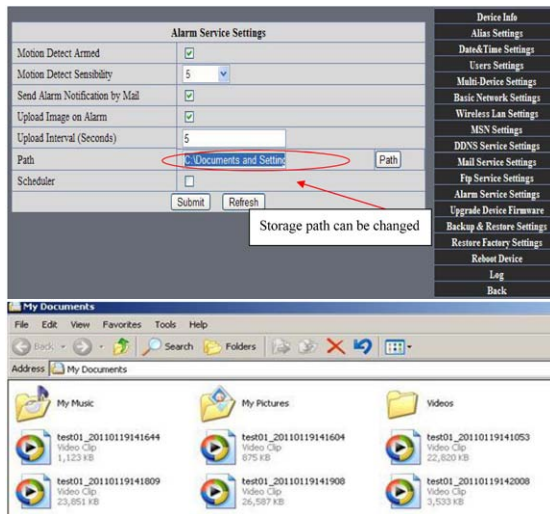 Alarm Service Settings
Motion Detect Armed
Motion Detect Sensibility 5
Send Alarm Notification by Mail
Upload Image on Alarm
Upload Interval (Seconds) 5
Path C:\Documents and Setting Path
Scheduler
Submit Refresh
Storage path can be changed
Device Info
Alias Settings
Date&Time Settings
Users Settings
Multi-Device Settings
Basic Network Settings
Wireless Lan Settings
MSN Settings
DDNS Service Settings
Mail Service Settings
Ftp Service Settings
Alarm Service Settings
Upgrade Device Firmware
Backup & Restore Settings
Restore Factory Settings
Reboot Device
Log
Back
My Documents
File Edit View Favorites Tools Help
Back Search Folders
Address My Documents
My Music My Pictures Videos
test01_20110119141644 test01_20110119141604 test01_20110119141053
Video Clip Video Clip Video Clip
1,123 KB 875 KB 22,820 KB
test01_20110119141809 test01_20110119141908 test01_20110119142008
Video Clip Video Clip Video Clip
23,851 KB 26,587 KB 3,533 KB